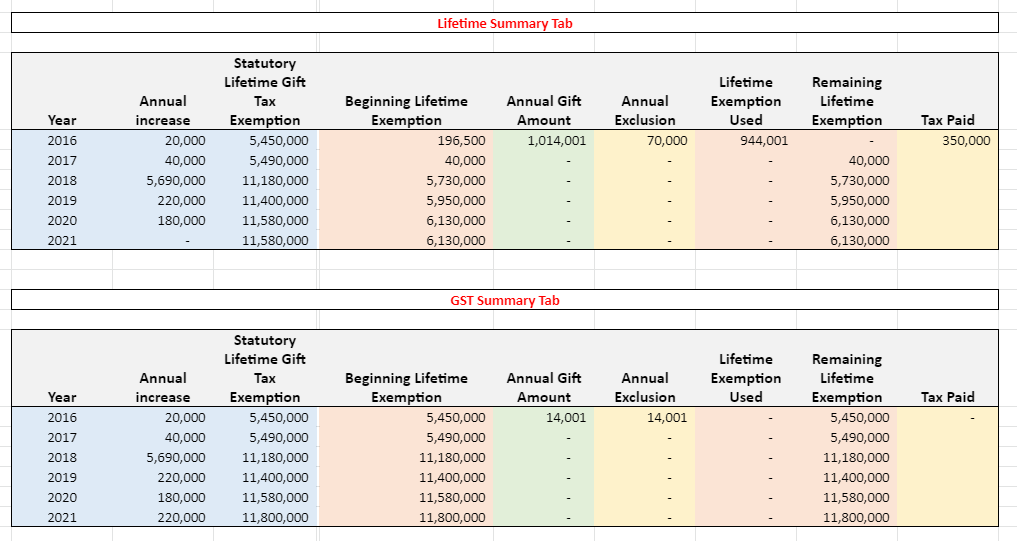 Lifetime Summary Tab
Statutory
Lifetime Gift Lifetime Remaining
Annual Tax Beginning Lifetime Annual Gift Annual Exemption Lifetime
Year increase Exemption Exemption Amount Exclusion Used Exemption Tax Paid
2016 20,000 5,450,000 196,500 1,014,001 70,000 944,001 - 350,000
2017 40,000 5,490,000 40,000 - - - 40,000
2018 5,690,000 11,180,000 5,730,000 - - - 5,730,000
2019 220,000 11,400,000 5,950,000 - - - 5,950,000
2020 180,000 11,580,000 6,130,000 - - - 6,130,000
2021 - 11,580,000 6,130,000 - - - 6,130,000
GST Summary Tab
Statutory
Lifetime Gift Lifetime Remaining
Annual Tax Beginning Lifetime Annual Gift Annual Exemption Lifetime
Year increase Exemption Exemption Amount Exclusion Used Exemption Tax Paid
2016 20,000 5,450,000 5,450,000 14,001 14,001 - 5,450,000 -
2017 40,000 5,490,000 5,490,000 - - - 5,490,000
2018 5,690,000 11,180,000 11,180,000 - - - 11,180,000
2019 220,000 11,400,000 11,400,000 - - - 11,400,000
2020 180,000 11,580,000 11,580,000 - - - 11,580,000
2021 220,000 11,800,000 11,800,000 - - - 11,800,000